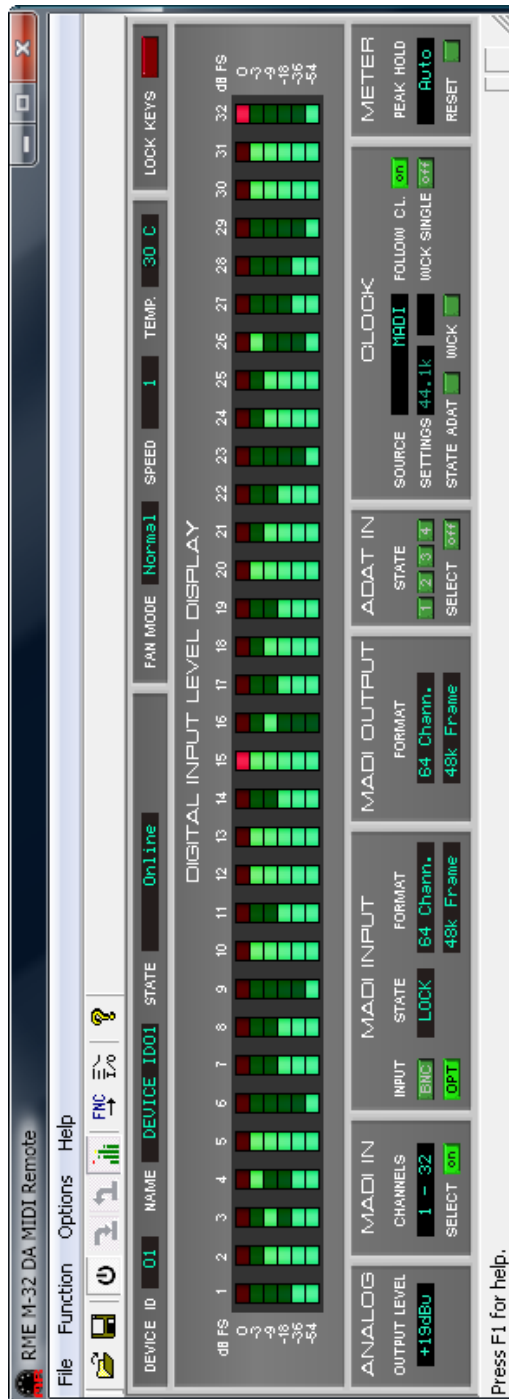 RME M-32 DA MIDI Remote
File Function Options Help
FNC I/O
DEVICE ID 01 NAME DEVICE ID01 STATE Online FAN MODE Normal SPEED 1 TEMP. 30 C LOCK KEYS
DIGITAL INPUT LEVEL DISPLAY
dB FS 1 2 3 4 5 6 7 8 9 10 11 12 13 14 15 16 17 18 19 20 21 22 23 24 25 26 27 28 29 30 31 32 dB FS
0 0
-3 -3
-9 -9
-18 -18
-36 -36
-54 -54
ANALOG
OUTPUT LEVEL
+19dBu
MADI IN
CHANNELS
1 - 32
SELECT on
MADI INPUT
INPUT STATE FORMAT
BNC LOCK 64 Chann.
OPT 48k Frame
MADI OUTPUT
FORMAT
64 Chann.
48k Frame
ADAT IN
STATE
1 2 3 4
SELECT off
CLOCK
SOURCE MADI FOLLOW CL. on
SETTINGS 44.1k WCK SINGLE off
STATE ADAT WCK
METER
PEAK HOLD
Auto
RESET
Press F1 for help.